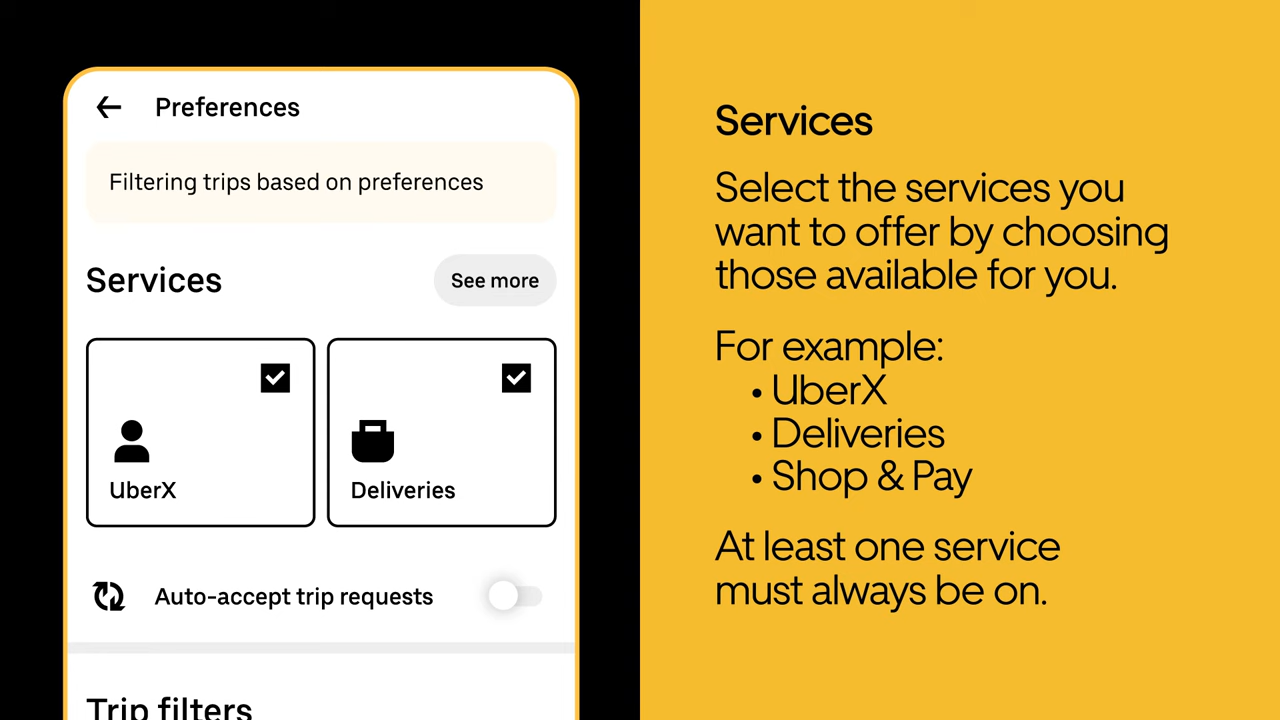 Preferences
Filtering trips based on preferences
Services
See more
UberX
Deliveries
Auto-accept trip requests
Trip filters
Services
Select the services you
want to offer by choosing
those available for you.
For example:
• UberX
• Deliveries
• Shop & Pay
At least one service
must always be on.